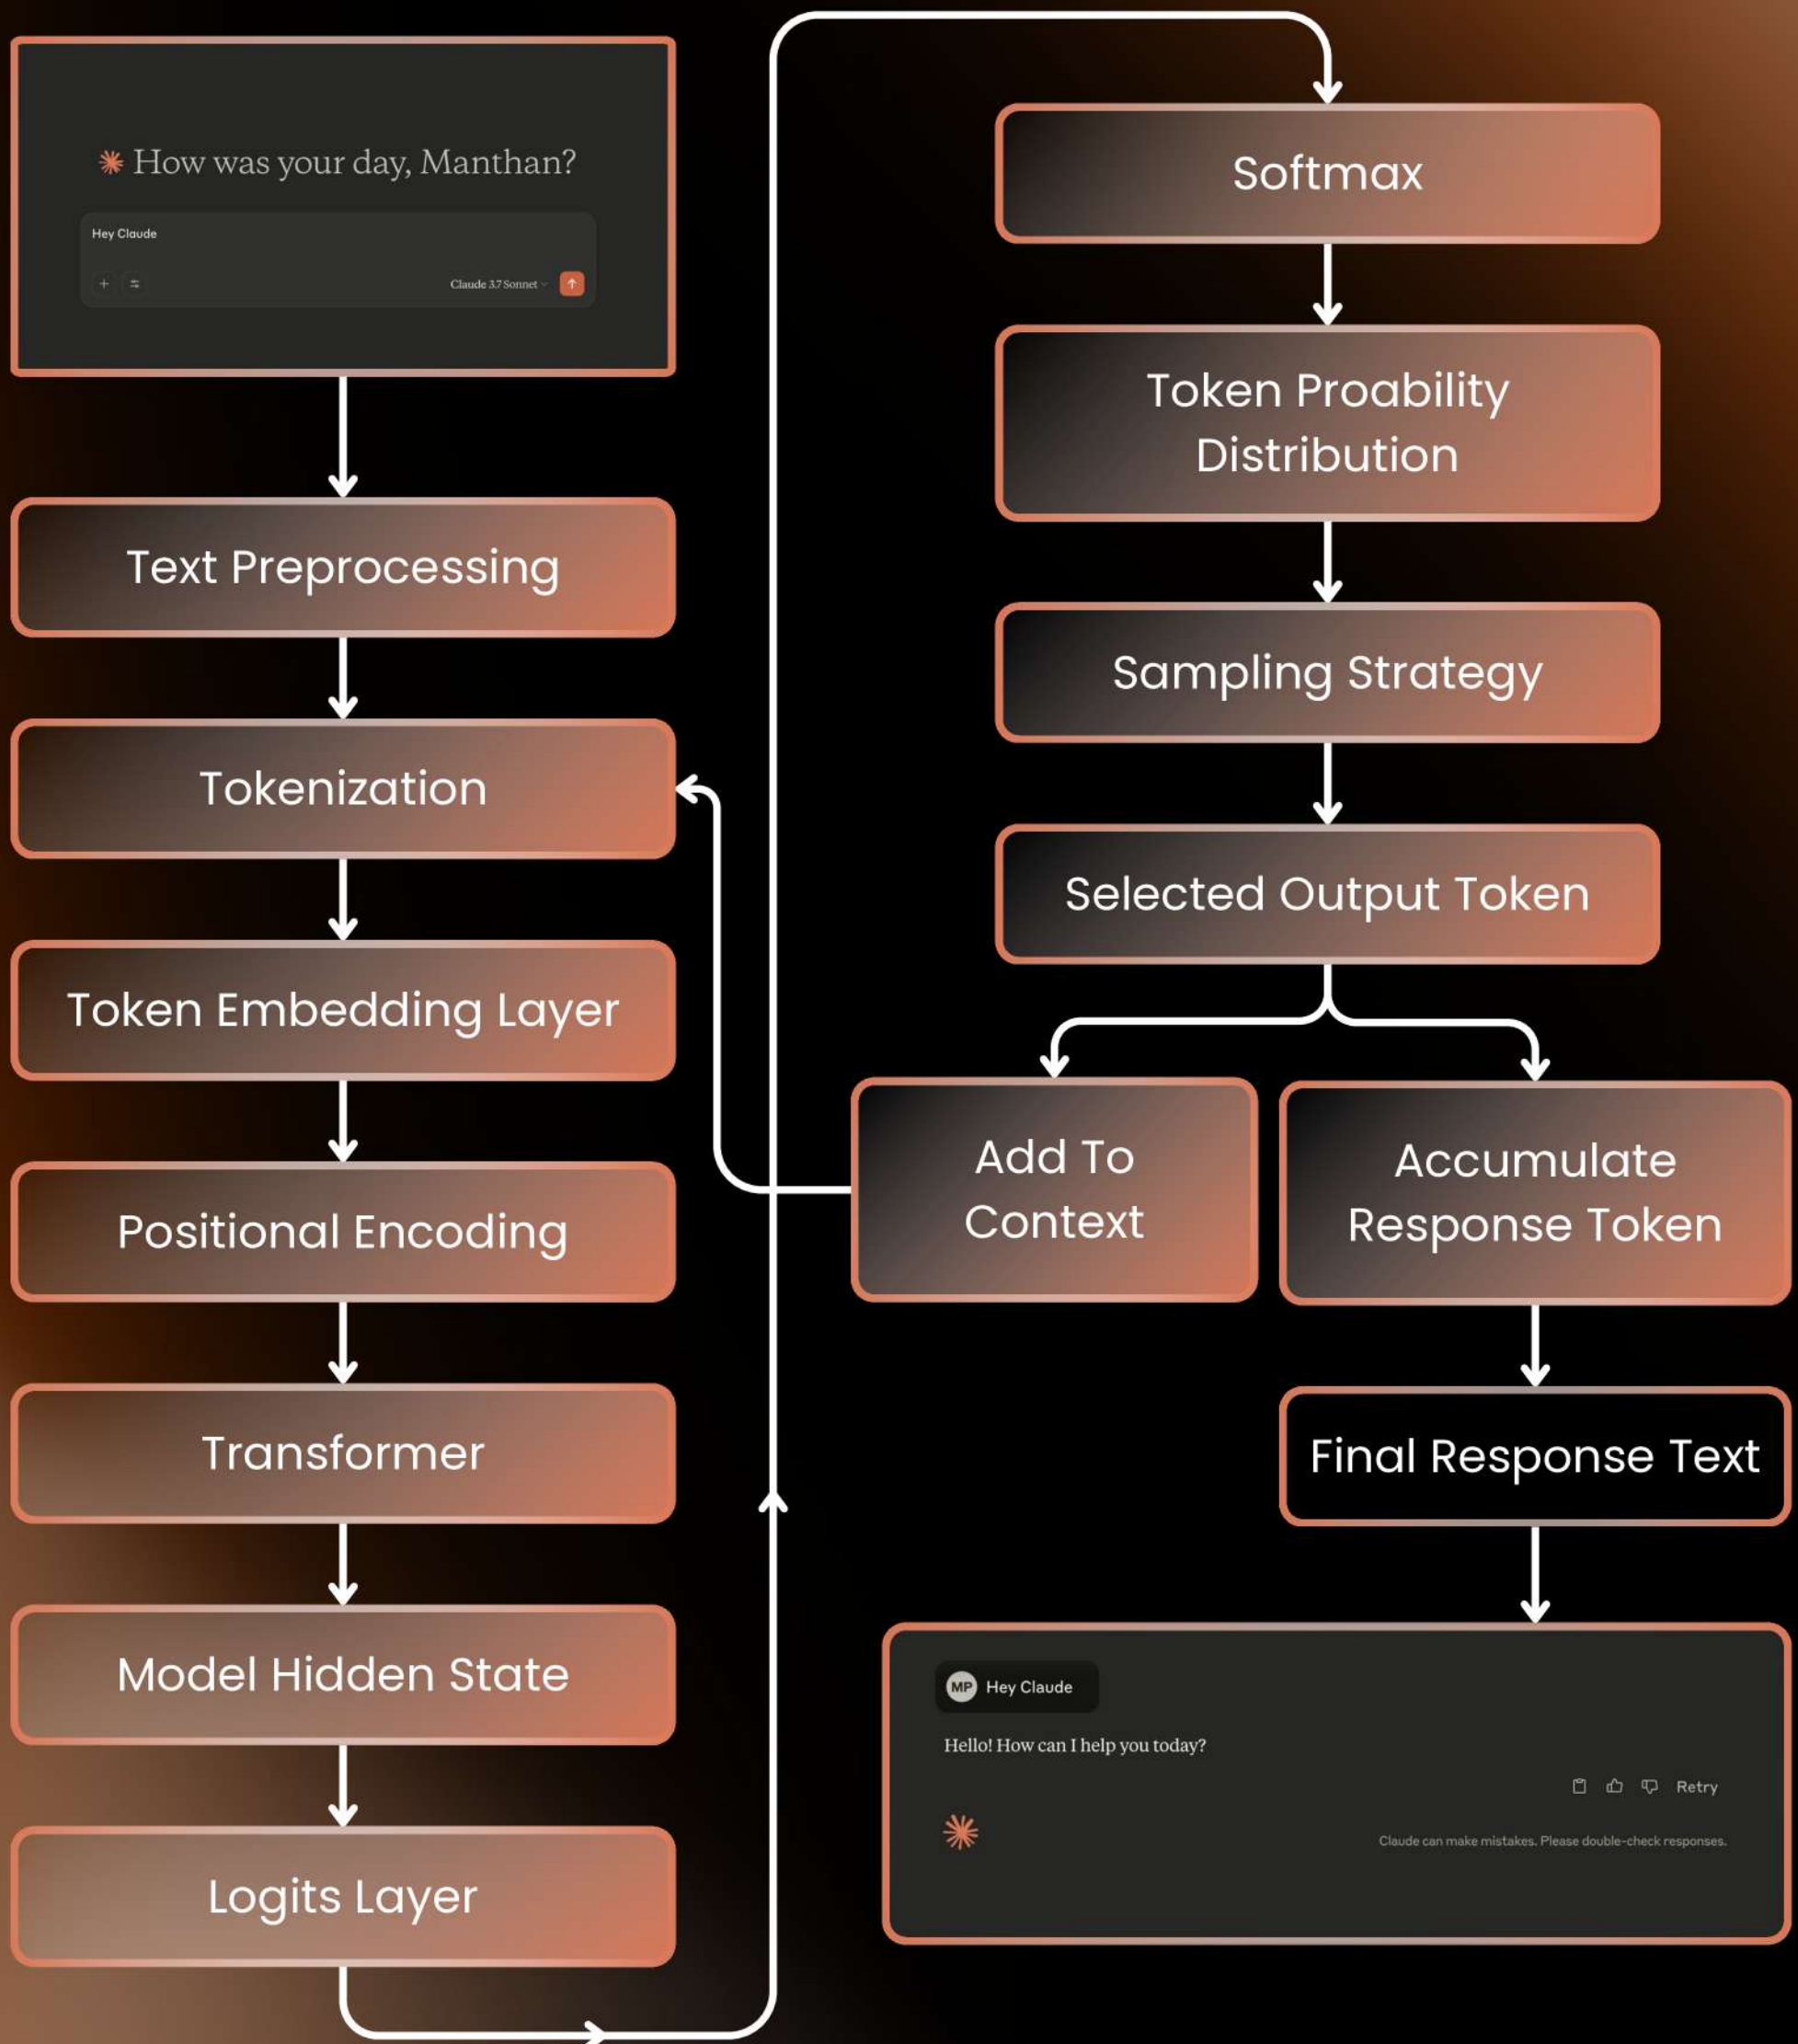 How was your day, Manthan?
Hey Claude
Claude 3.7 Sonnet
Text Preprocessing
Tokenization
Token Embedding Layer
Positional Encoding
Transformer
Model Hidden State
Logits Layer
Softmax
Token Proability
Distribution
Sampling Strategy
Selected Output Token
Add To
Context
Accumulate
Response Token
Final Response Text
MP Hey Claude
Hello! How can I help you today?
Retry
Claude can make mistakes. Please double-check responses.